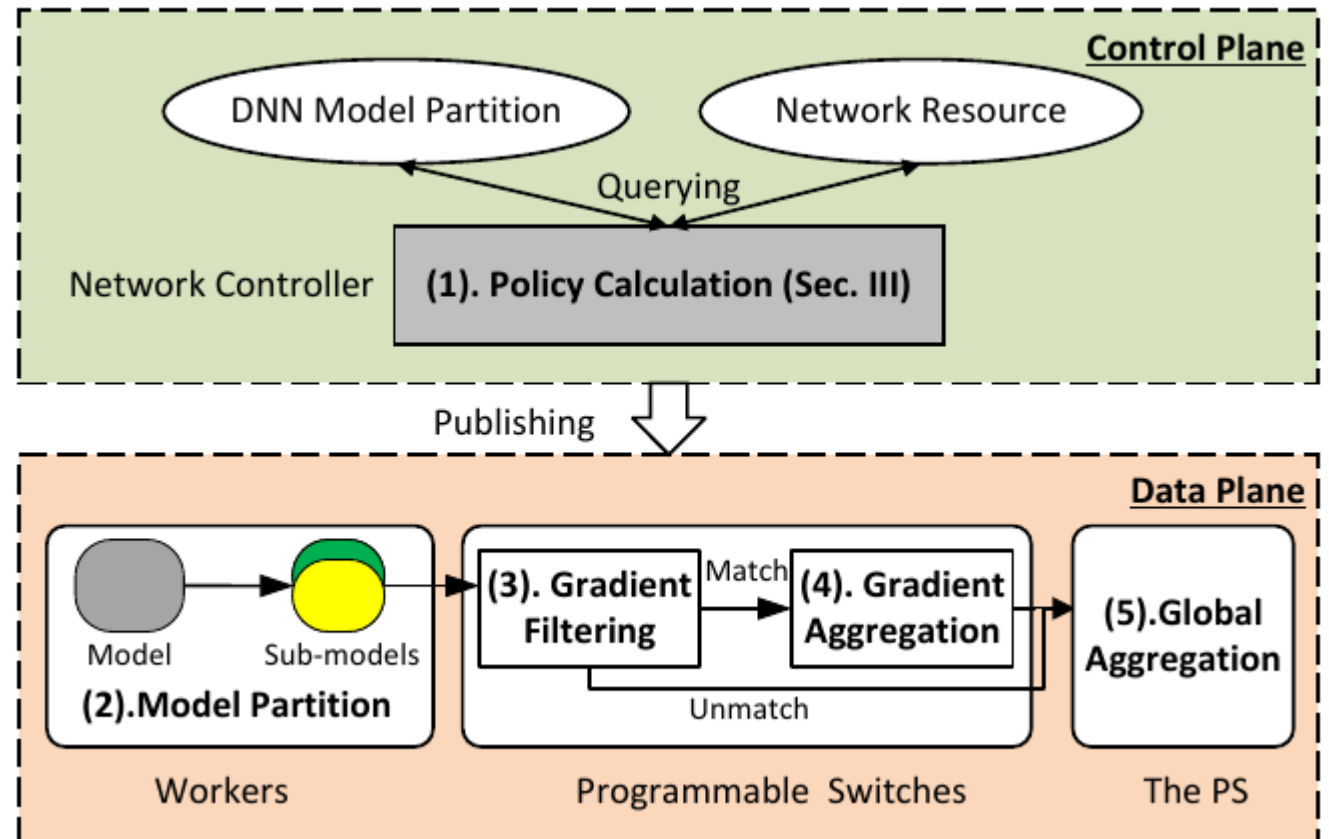 Control Plane
DNN Model Partition
Network Resource
Querying
Network Controller
(1). Policy Calculation (Sec. III)
Publishing
Data Plane
Model
Sub-models
(2).Model Partition
(3). Gradient
Filtering
Match
(4). Gradient
Aggregation
Unmatch
(5).Global
Aggregation
Workers
Programmable Switches
The PS